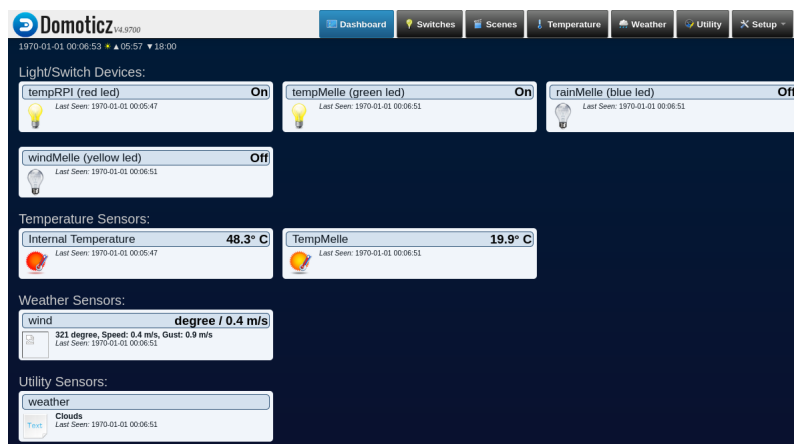 Domoticz V4.9700
Dashboard Switches Scenes Temperature Weather Utility Setup
1970-01-01 00:06:53 ☀ ▲05:57 ▼18:00
Light/Switch Devices:
tempRPI (red led) On
Last Seen: 1970-01-01 00:05:47
tempMelle (green led) On
Last Seen: 1970-01-01 00:06:51
rainMelle (blue led) Off
Last Seen: 1970-01-01 00:06:51
windMelle (yellow led) Off
Last Seen: 1970-01-01 00:06:51
Temperature Sensors:
Internal Temperature 48.3° C
Last Seen: 1970-01-01 00:05:47
TempMelle 19.9° C
Last Seen: 1970-01-01 00:06:51
Weather Sensors:
wind degree / 0.4 m/s
321 degree, Speed: 0.4 m/s, Gust: 0.9 m/s
Last Seen: 1970-01-01 00:06:51
Utility Sensors:
weather
Clouds
Text Last Seen: 1970-01-01 00:06:51